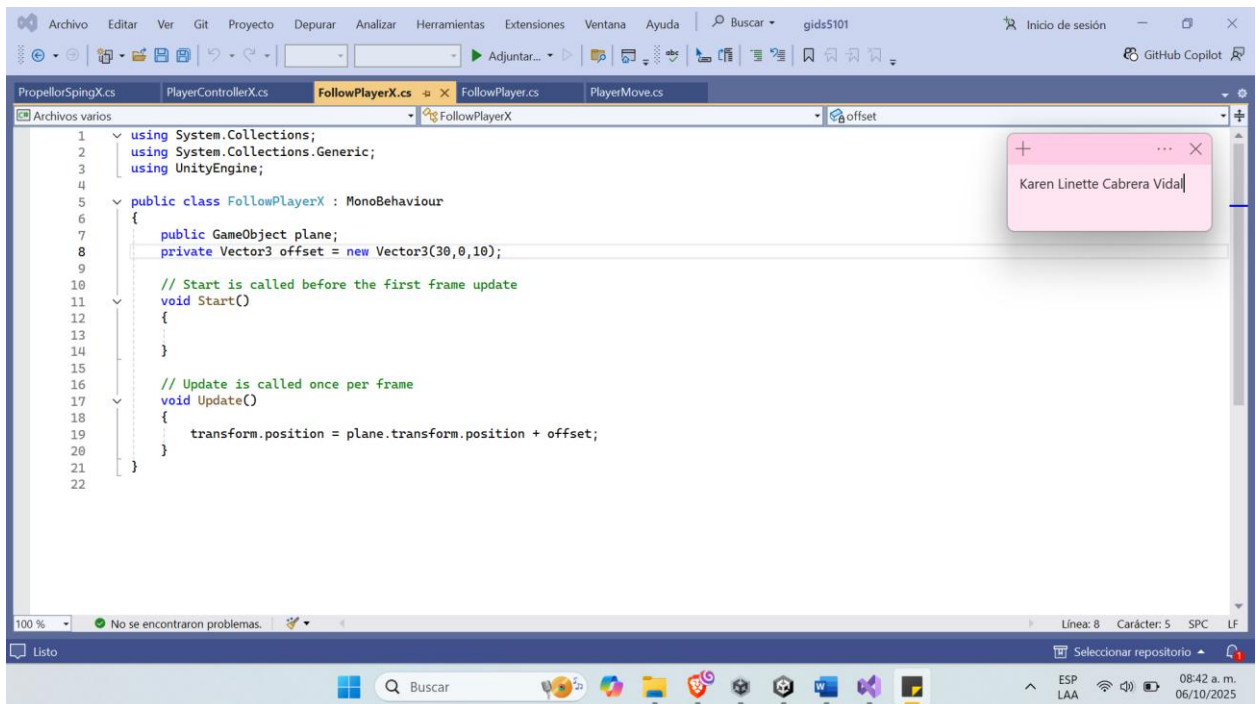 Archivo Editar Ver Git Proyecto Depurar Analizar Herramientas Extensiones Ventana Ayuda Buscar gids5101 Inicio de sesión
Adjuntar... GitHub Copilot
PropellorSpingX.cs PlayerControllerX.cs FollowPlayerX.cs FollowPlayer.cs PlayerMove.cs
Archivos varios FollowPlayerX offset
1 using System.Collections;
2 using System.Collections.Generic;
3 using UnityEngine;
4
5 public class FollowPlayerX : MonoBehaviour
6 {
7 public GameObject plane;
8 private Vector3 offset = new Vector3(30,0,10);
9
10 // Start is called before the first frame update
11 void Start()
12 {
13
14 }
15
16 // Update is called once per frame
17 void Update()
18 {
19 transform.position = plane.transform.position + offset;
20 }
21 }
22
Karen Linette Cabrera Vidal
100 % No se encontraron problemas. Línea: 8 Carácter: 5 SPC LF
Listo Seleccionar repositorio 1
Buscar ESP 08:42 a. m.
LAA 06/10/2025